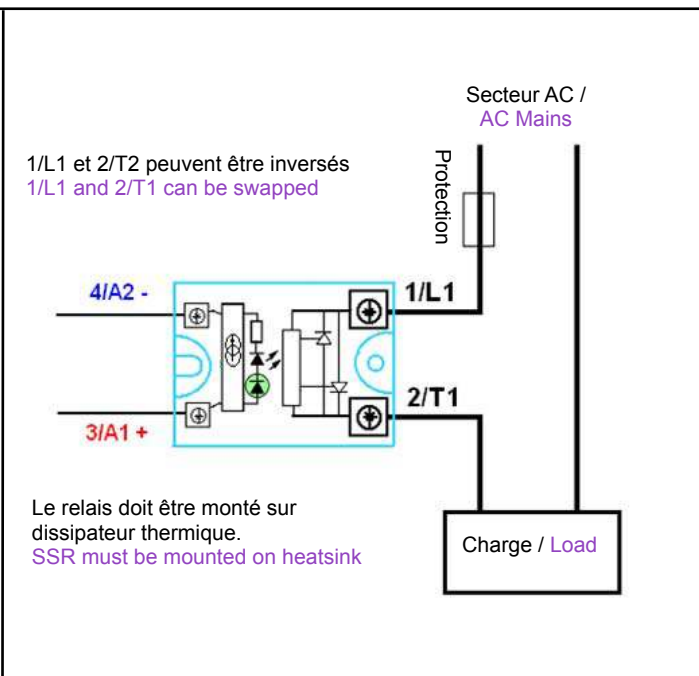 Secteur AC /
AC Mains
1/L1 et 2/T2 peuvent être inversés
1/L1 and 2/T1 can be swapped
Protection
4/A2 -
1/L1
2/T1
3/A1 +
Le relais doit être monté sur
dissipateur thermique.
SSR must be mounted on heatsink
Charge / Load